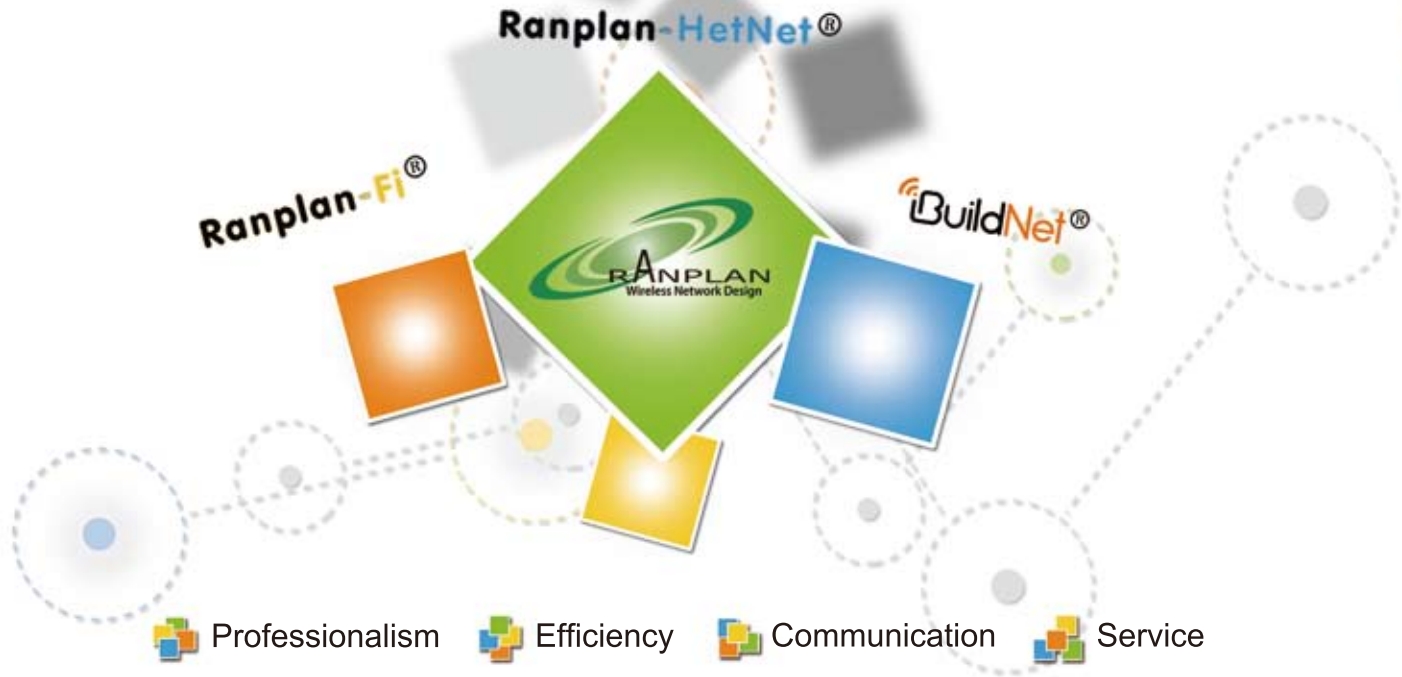 Ranplan-HetNet®
Ranplan-Fi®
iBuildNet®
RANPLAN
Wireless Network Design
Professionalism
Efficiency
Communication
Service